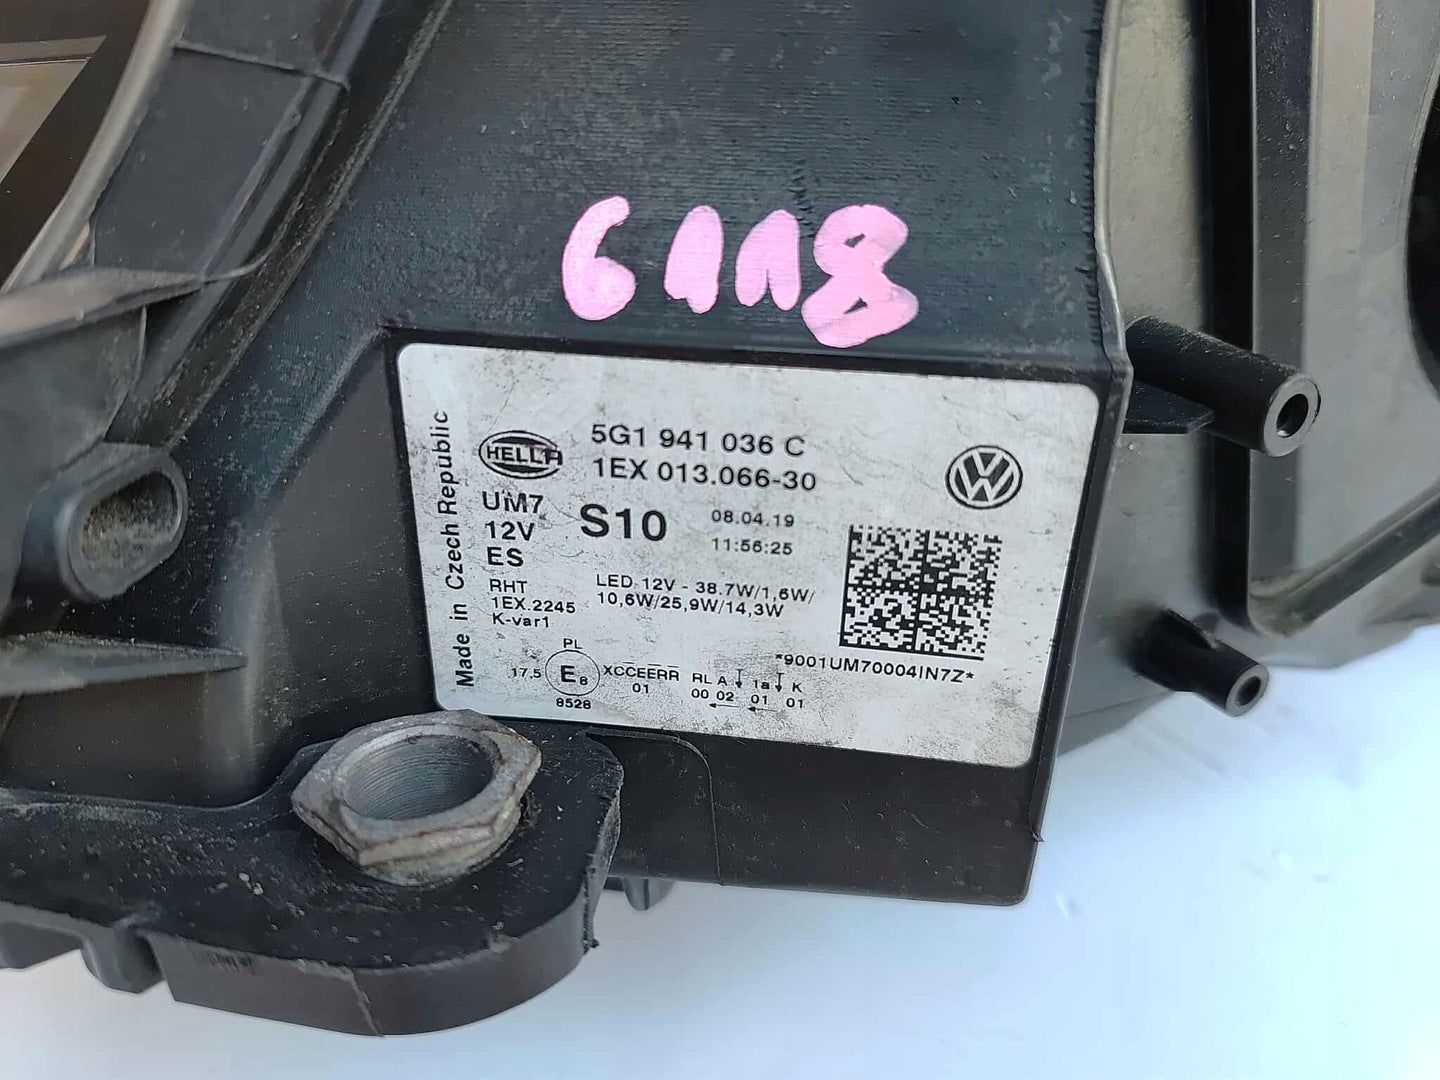 6118
Made in Czech Republic
HELLA
5G1 941 036 C
1EX 013.066-30
UM7
12V
ES
S10
08.04.19
11:56:25
RHT
1EX.2245
K-var1
LED 12V - 38.7W/1,6W/
10,6W/25,9W/14,3W
*9001UM70004IN7Z*
PL
17.5 E8 XCCEERR RL A 1a K
01 00 02 01 01
8528